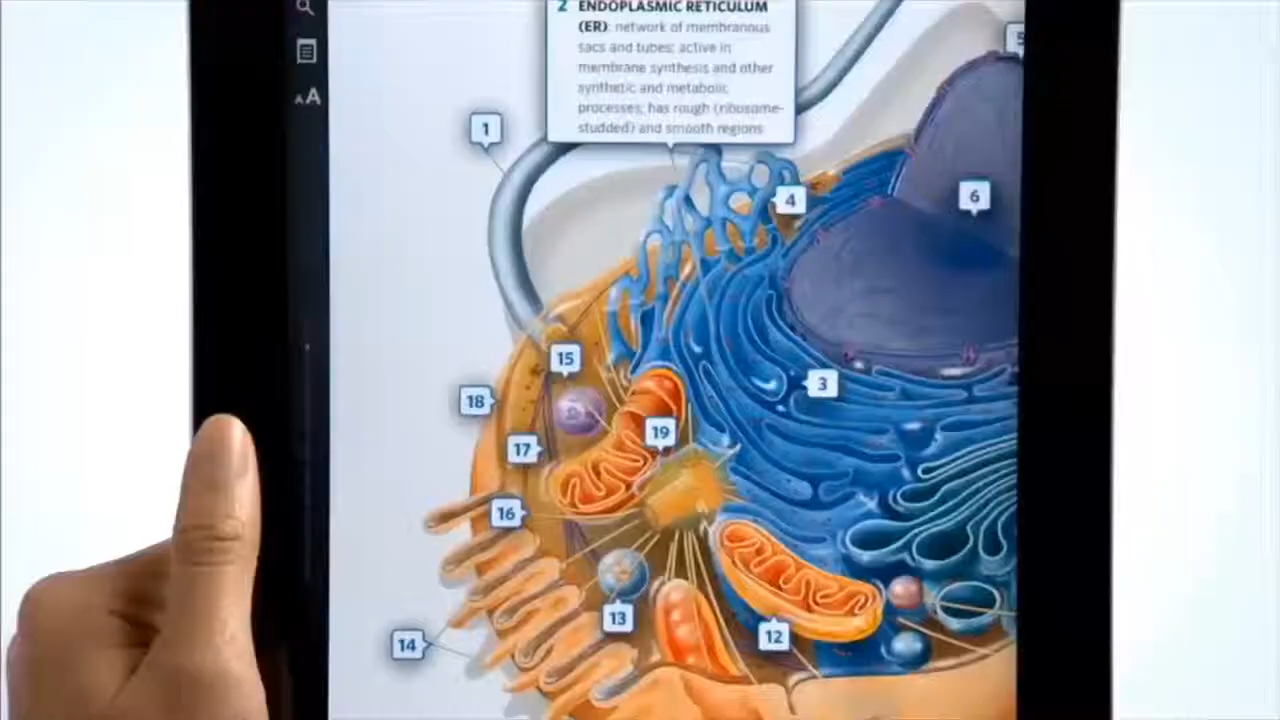 2 ENDOPLASMIC RETICULUM
(ER): network of membranous
sacs and tubes; active in
membrane synthesis and other
synthetic and metabolic
processes; has rough (ribosome-
studded) and smooth regions
AA
5
1
4
6
15
3
18
19
17
16
13
12
14